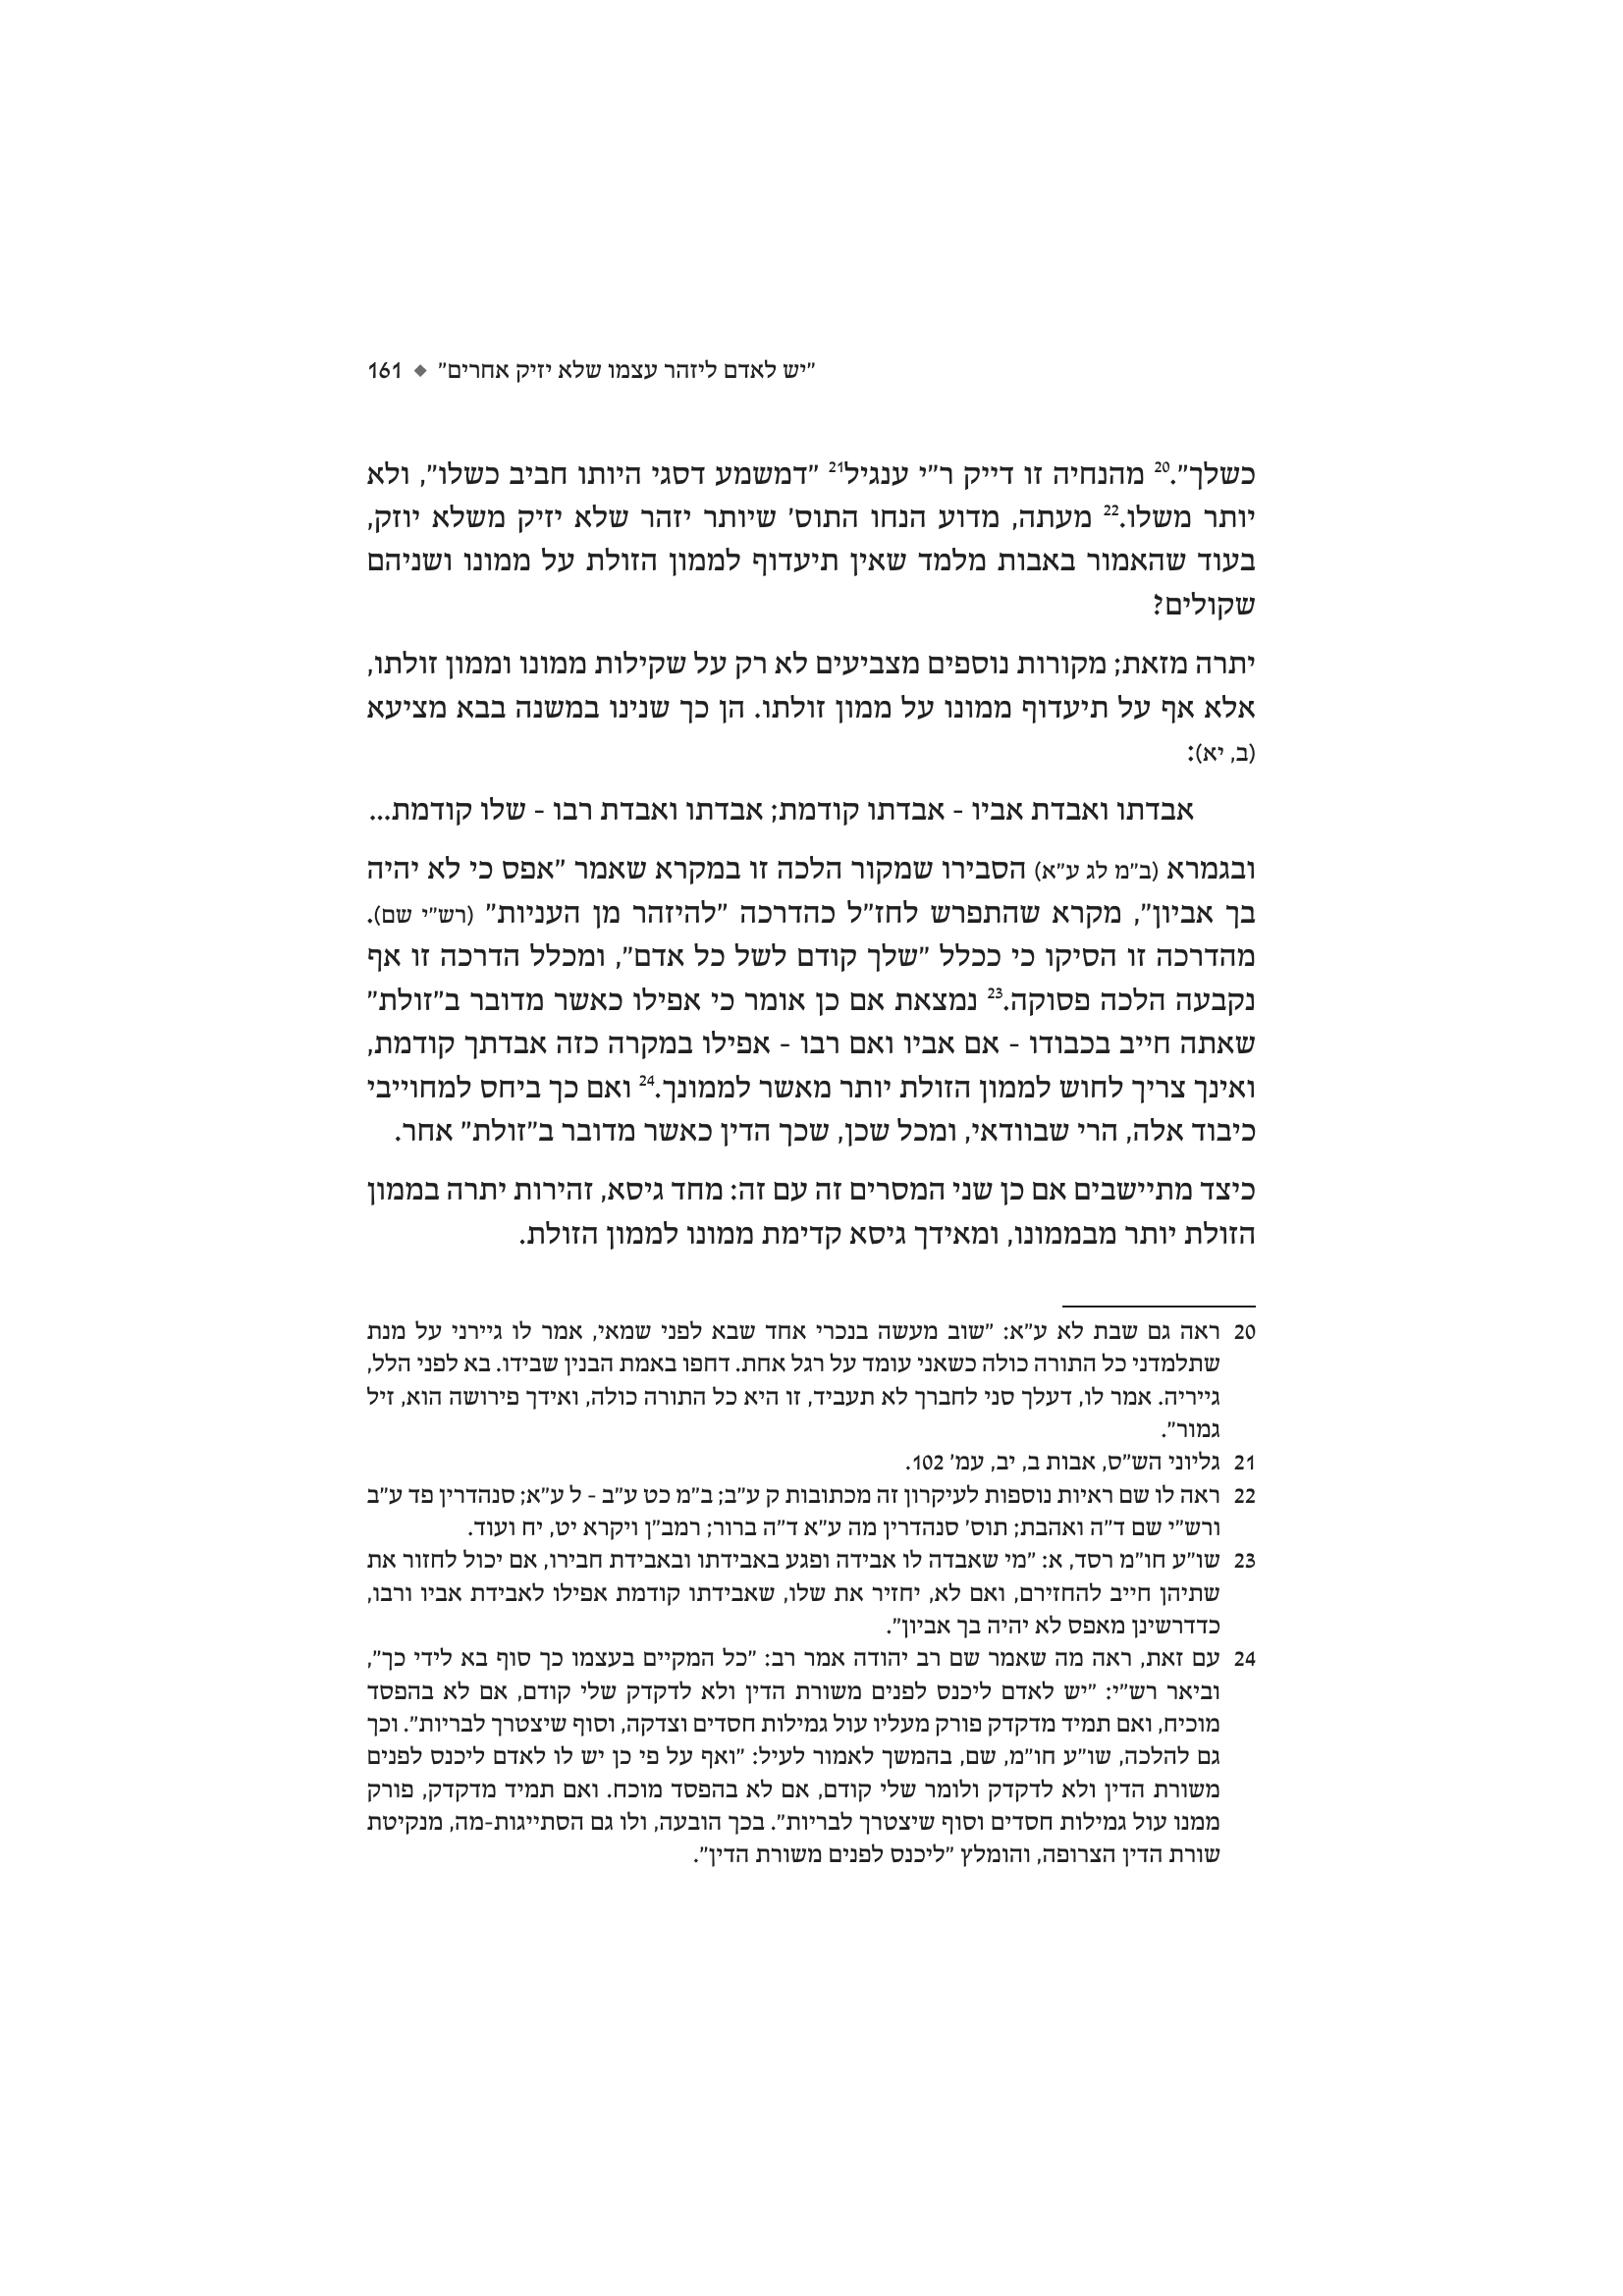 "יש לאדם ליזהר עצמו שלא יזיק אחרים" ◆ 161
כשלך".20 מהנחיה זו דייק ר"י ענגיל21 "דמשמע דסגי היותו חביב כשלו", ולא
יותר משלו.22 מעתה, מדוע הנחו התוס' שיותר יזהר שלא יזיק משלא יוזק,
בעוד שהאמור באבות מלמד שאין תיעדוף לממון הזולת על ממונו ושניהם
שקולים?
יתרה מזאת; מקורות נוספים מצביעים לא רק על שקילות ממונו וממון זולתו,
אלא אף על תיעדוף ממונו על ממון זולתו. הן כך שנינו במשנה בבא מציעא
(ב, יא):
אבדתו ואבדת אביו - אבדתו קודמת; אבדתו ואבדת רבו - שלו קודמת...
ובגמרא (ב"מ לג ע"א) הסבירו שמקור הלכה זו במקרא שאמר "אפס כי לא יהיה
בך אביון", מקרא שהתפרש לחז"ל כהדרכה "להיזהר מן העניות" (רש"י שם).
מהדרכה זו הסיקו כי ככלל "שלך קודם לשל כל אדם", ומכלל הדרכה זו אף
נקבעה הלכה פסוקה.23 נמצאת אם כן אומר כי אפילו כאשר מדובר ב"זולת"
שאתה חייב בכבודו - אם אביו ואם רבו - אפילו במקרה כזה אבדתך קודמת,
ואינך צריך לחוש לממון הזולת יותר מאשר לממונך.24 ואם כך ביחס למחוייבי
כיבוד אלה, הרי שבוודאי, ומכל שכן, שכך הדין כאשר מדובר ב"זולת" אחר.
כיצד מתיישבים אם כן שני המסרים זה עם זה: מחד גיסא, זהירות יתרה בממון
הזולת יותר מבממונו, ומאידך גיסא קדימת ממונו לממון הזולת.
20 ראה גם שבת לא ע"א: "שוב מעשה בנכרי אחד שבא לפני שמאי, אמר לו גיירני על מנת
שתלמדני כל התורה כולה כשאני עומד על רגל אחת. דחפו באמת הבנין שבידו. בא לפני הלל,
גייריה. אמר לו, דעלך סני לחברך לא תעביד, זו היא כל התורה כולה, ואידך פירושה הוא, זיל
גמור".
21 גליוני הש"ס, אבות ב, יב, עמ' 102.
22 ראה לו שם ראיות נוספות לעיקרון זה מכתובות ק ע"ב; ב"מ כט ע"ב - ל ע"א; סנהדרין פד ע"ב
ורש"י שם ד"ה ואהבת; תוס' סנהדרין מה ע"א ד"ה ברור; רמב"ן ויקרא יט, יח ועוד.
23 שו"ע חו"מ רסד, א: "מי שאבדה לו אבידה ופגע באבידתו ובאבידת חבירו, אם יכול לחזור את
שתיהן חייב להחזירם, ואם לא, יחזיר את שלו, שאבידתו קודמת אפילו לאבידת אביו ורבו,
כדדרשינן מאפס לא יהיה בך אביון".
24 עם זאת, ראה מה שאמר שם רב יהודה אמר רב: "כל המקיים בעצמו כך סוף בא לידי כך",
וביאר רש"י: "יש לאדם ליכנס לפנים משורת הדין ולא לדקדק שלי קודם, אם לא בהפסד
מוכיח, ואם תמיד מדקדק פורק מעליו עול גמילות חסדים וצדקה, וסוף שיצטרך לבריות". וכך
גם להלכה, שו"ע חו"מ, שם, בהמשך לאמור לעיל: "ואף על פי כן יש לו לאדם ליכנס לפנים
משורת הדין ולא לדקדק ולומר שלי קודם, אם לא בהפסד מוכח. ואם תמיד מדקדק, פורק
ממנו עול גמילות חסדים וסוף שיצטרך לבריות". בכך הובעה, ולו גם הסתייגות-מה, מנקיטת
שורת הדין הצרופה, והומלץ "ליכנס לפנים משורת הדין".